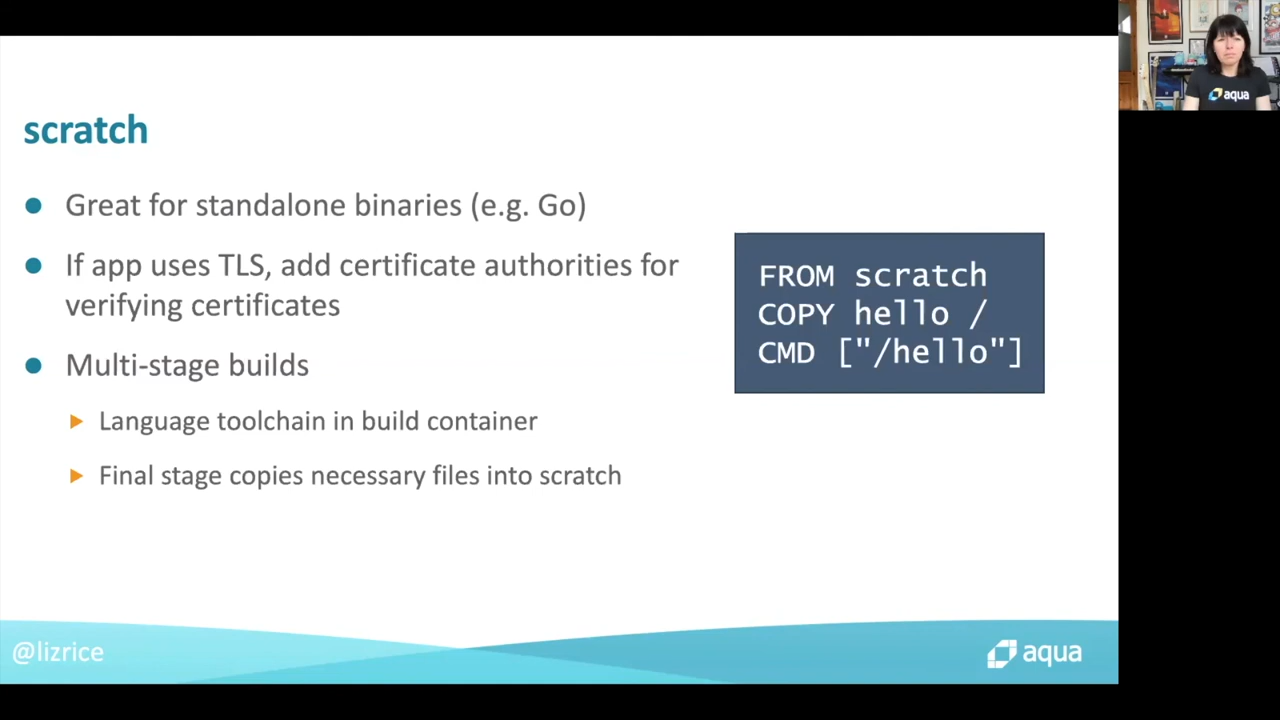 scratch
Great for standalone binaries (e.g. Go)
If app uses TLS, add certificate authorities for
verifying certificates
Multi-stage builds
Language toolchain in build container
Final stage copies necessary files into scratch
FROM scratch
COPY hello /
CMD ["/hello"]
@lizrice
aqua
aqua